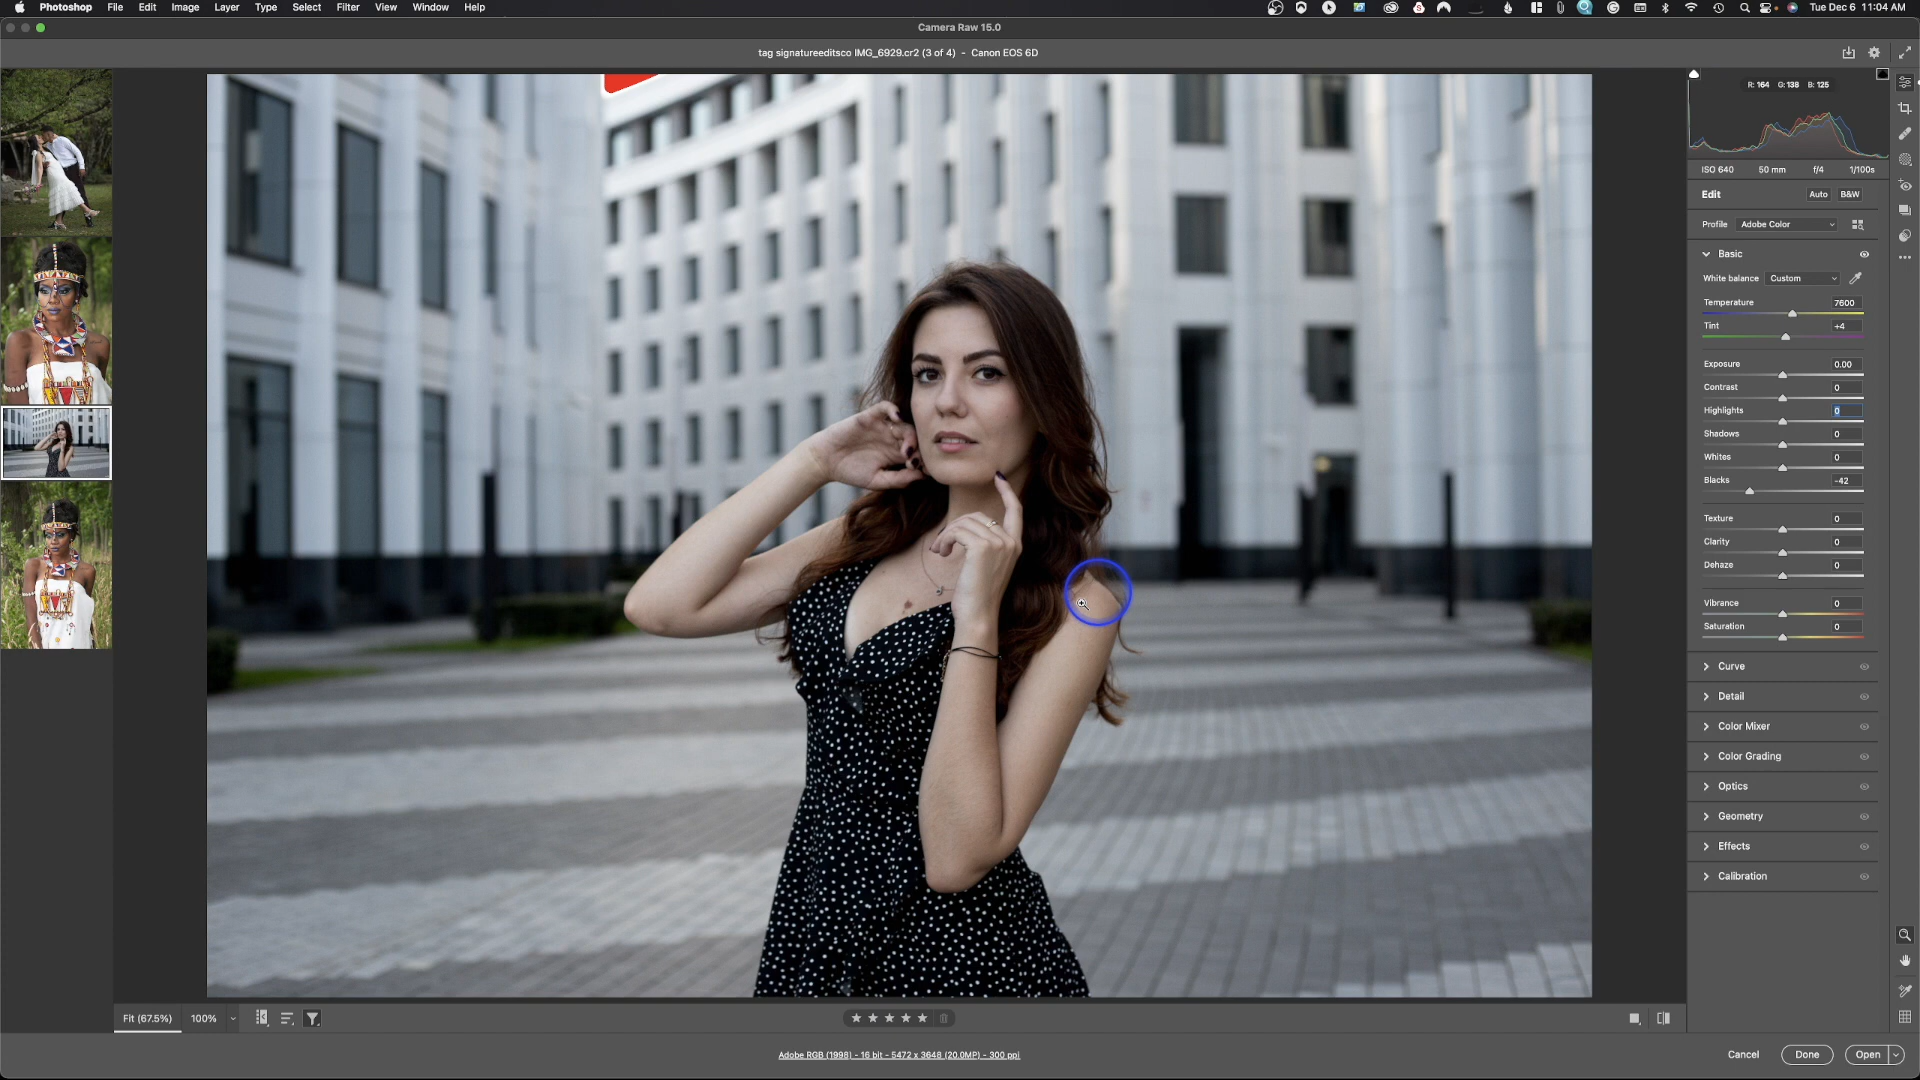 Photoshop File Edit Image Layer Type Select Filter View Window Help Tue Dec 6 11:04 AM
Camera Raw 15.0
tag signatureeditsco IMG_6929.cr2 (3 of 4) - Canon EOS 6D
R: 164 G: 138 B: 125
ISO 640 50 mm f/4 1/100s
Edit Auto B&W
Profile Adobe Color
Basic
White balance Custom
Temperature 7600
Tint +4
Exposure 0.00
Contrast 0
Highlights 0
Shadows 0
Whites 0
Blacks -42
Texture 0
Clarity 0
Dehaze 0
Vibrance 0
Saturation 0
Curve
Detail
Color Mixer
Color Grading
Optics
Geometry
Effects
Calibration
Fit (67.5%) 100%
Adobe RGB (1998) - 16 bit - 5472 x 3648 (20.0MP) - 300 ppi
Cancel Done Open